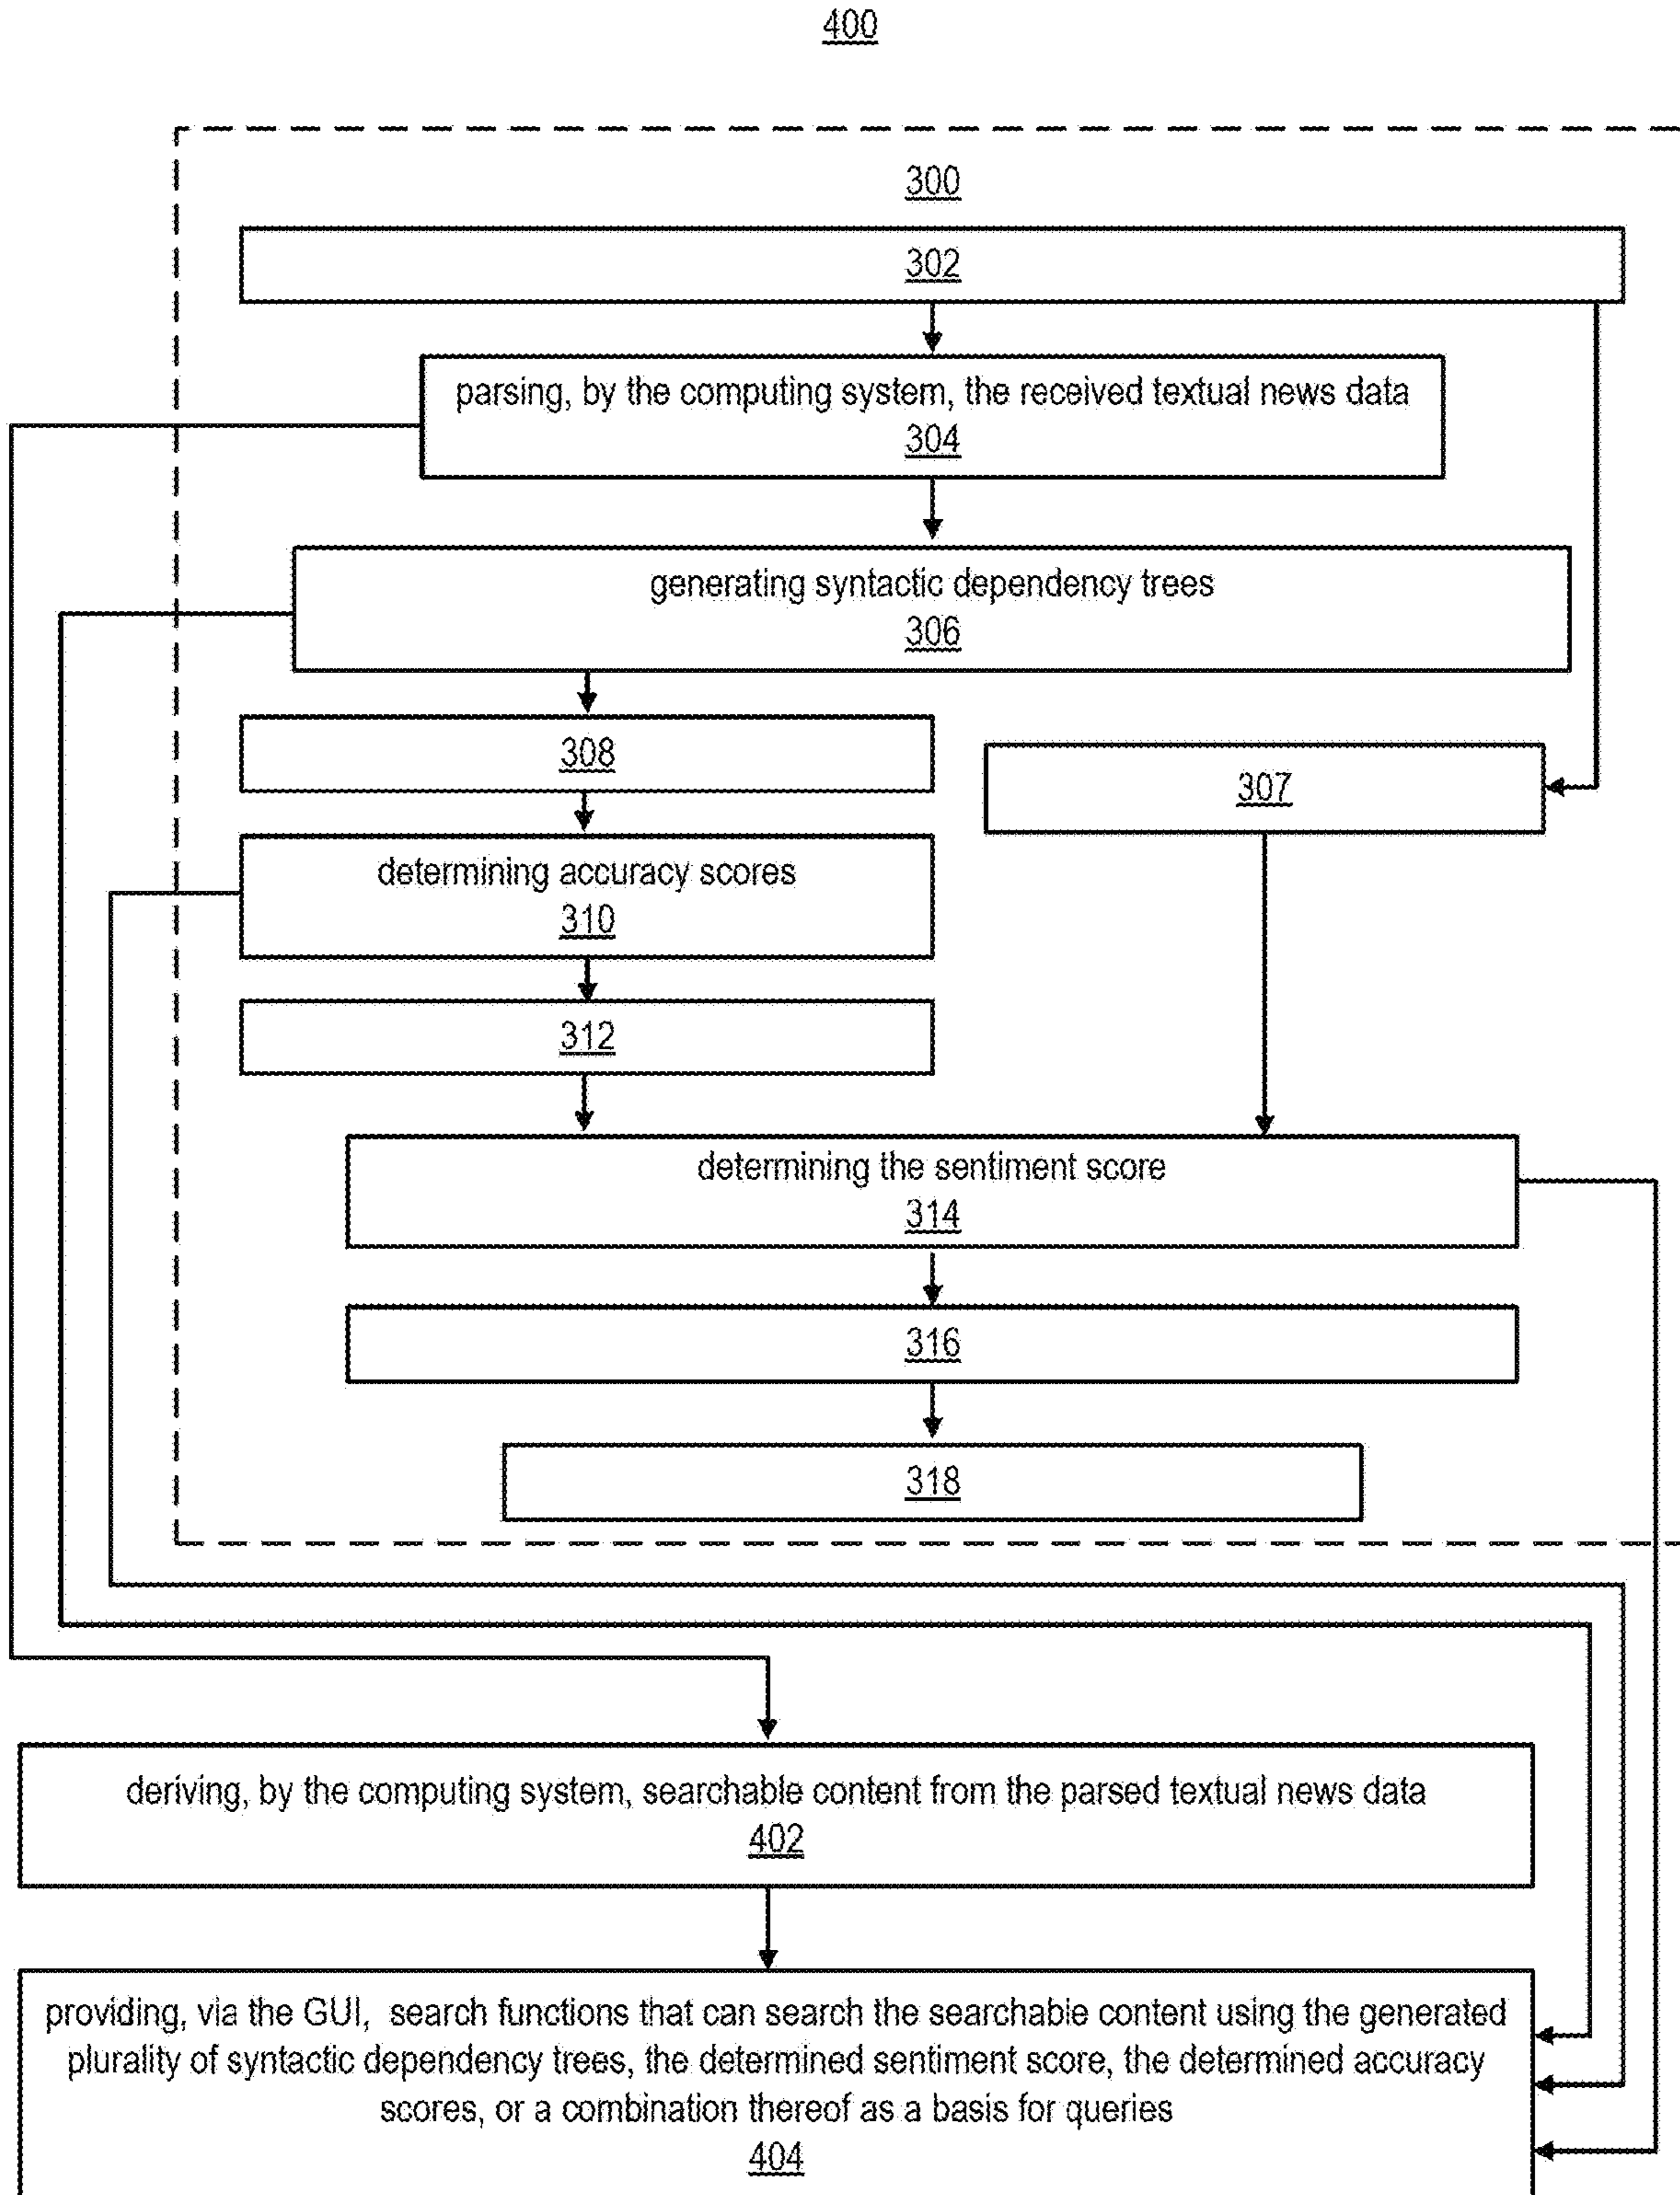 400
300
302
parsing, by the computing system, the received textual news data
304
generating syntactic dependency trees
306
308
307
determining accuracy scores
310
312
determining the sentiment score
314
316
318
deriving, by the computing system, searchable content from the parsed textual news data
402
providing, via the GUI, search functions that can search the searchable content using the generated
plurality of syntactic dependency trees, the determined sentiment score, the determined accuracy
scores, or a combination thereof as a basis for queries
404